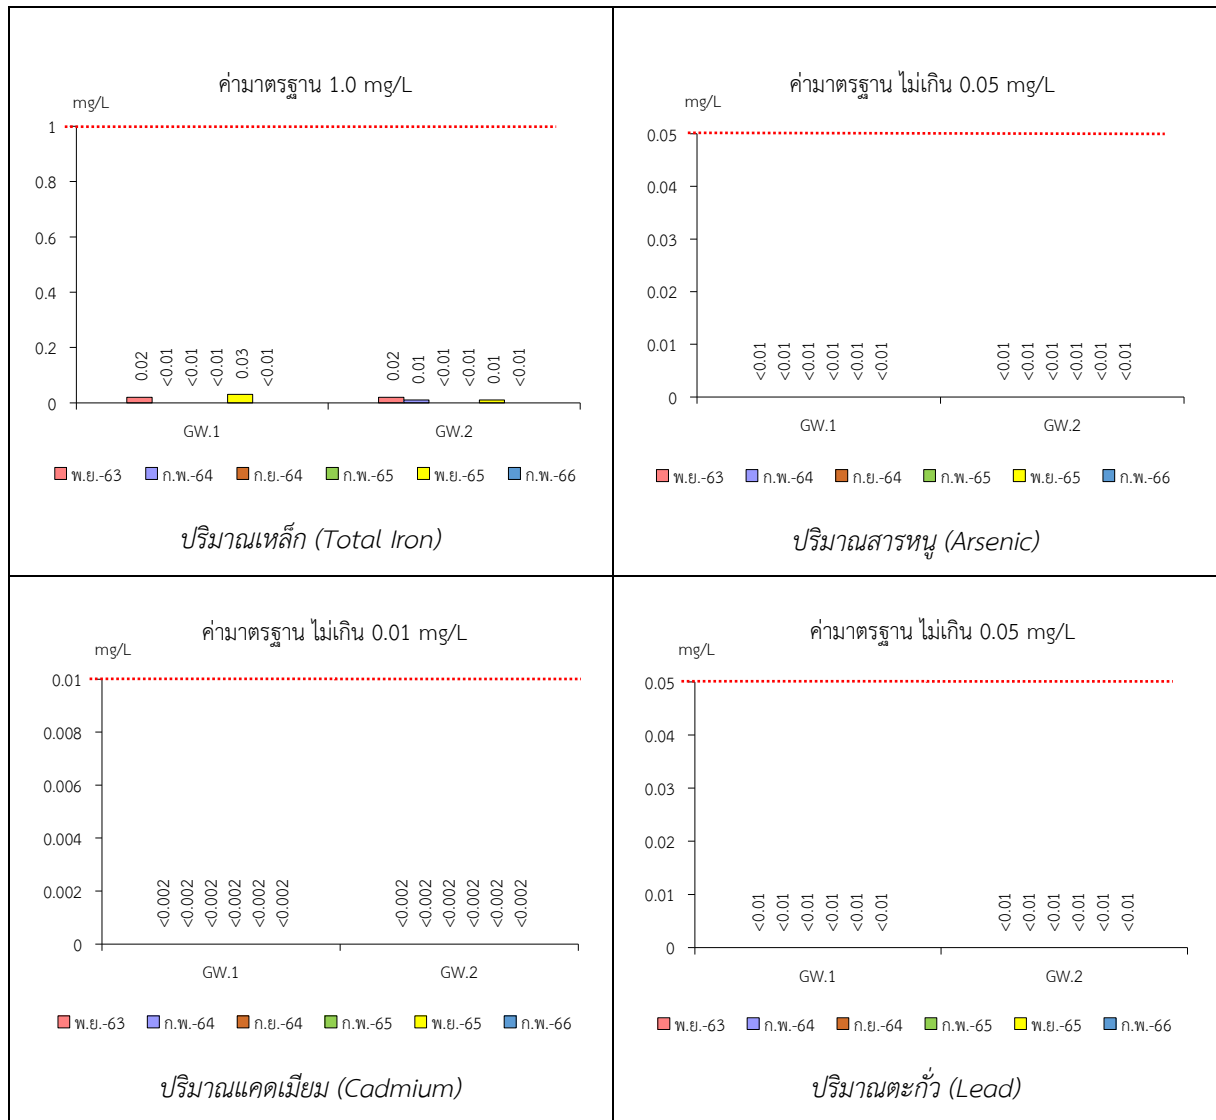 ค่ามาตรฐาน 1.0 mg/L
mg/L
1
0.8
0.6
0.4
0.2
0
0.02 <0.01 <0.01 <0.01 0.03 <0.01
0.02 0.01 <0.01 <0.01 0.01 <0.01
GW.1 GW.2
พ.ย.-63 ก.พ.-64 ก.ย.-64 ก.พ.-65 พ.ย.-65 ก.พ.-66
ปริมาณเหล็ก (Total Iron)
ค่ามาตรฐาน ไม่เกิน 0.05 mg/L
mg/L
0.05
0.04
0.03
0.02
0.01
0
<0.01 <0.01 <0.01 <0.01 <0.01 <0.01
<0.01 <0.01 <0.01 <0.01 <0.01 <0.01
GW.1 GW.2
พ.ย.-63 ก.พ.-64 ก.ย.-64 ก.พ.-65 พ.ย.-65 ก.พ.-66
ปริมาณสารหนู (Arsenic)
ค่ามาตรฐาน ไม่เกิน 0.01 mg/L
mg/L
0.01
0.008
0.006
0.004
0.002
0
<0.002 <0.002 <0.002 <0.002 <0.002 <0.002
<0.002 <0.002 <0.002 <0.002 <0.002 <0.002
GW.1 GW.2
พ.ย.-63 ก.พ.-64 ก.ย.-64 ก.พ.-65 พ.ย.-65 ก.พ.-66
ปริมาณแคดเมียม (Cadmium)
ค่ามาตรฐาน ไม่เกิน 0.05 mg/L
mg/L
0.05
0.04
0.03
0.02
0.01
0
<0.01 <0.01 <0.01 <0.01 <0.01 <0.01
<0.01 <0.01 <0.01 <0.01 <0.01 <0.01
GW.1 GW.2
พ.ย.-63 ก.พ.-64 ก.ย.-64 ก.พ.-65 พ.ย.-65 ก.พ.-66
ปริมาณตะกั่ว (Lead)